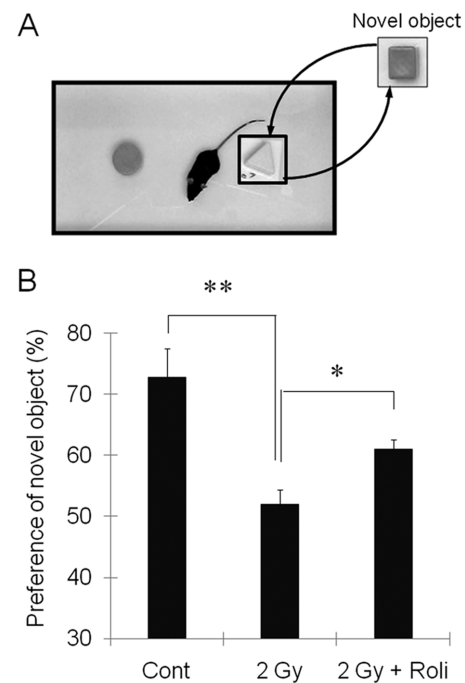 A
Novel object
B
Preference of novel object (%)
80
70
60
50
40
30
**
*
Cont
2 Gy
2 Gy + Roli